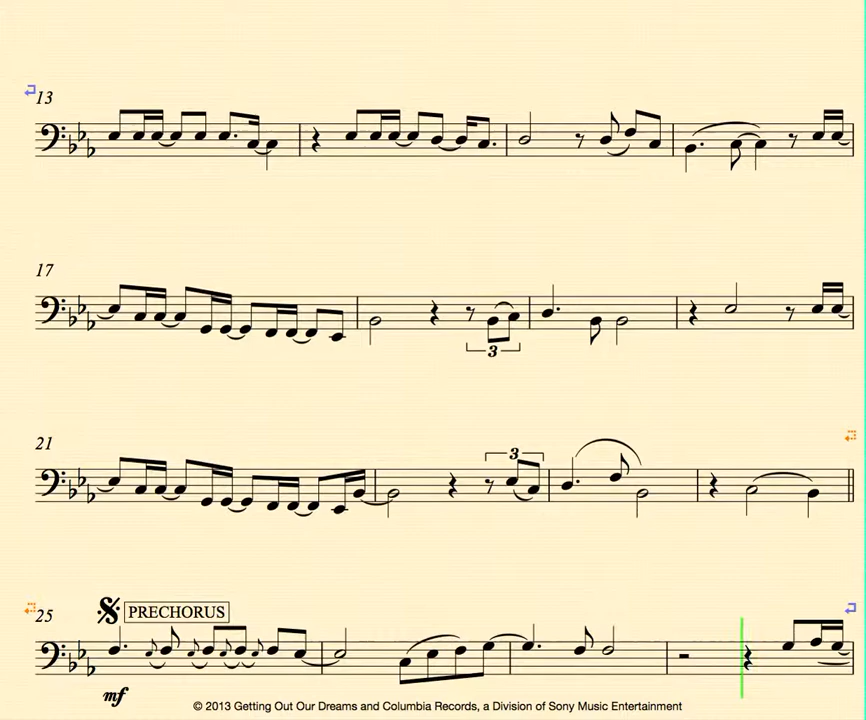 13
17
3
3
21
25
PRECHORUS
mf
© 2013 Getting Out Our Dreams and Columbia Records, a Division of Sony Music Entertainment